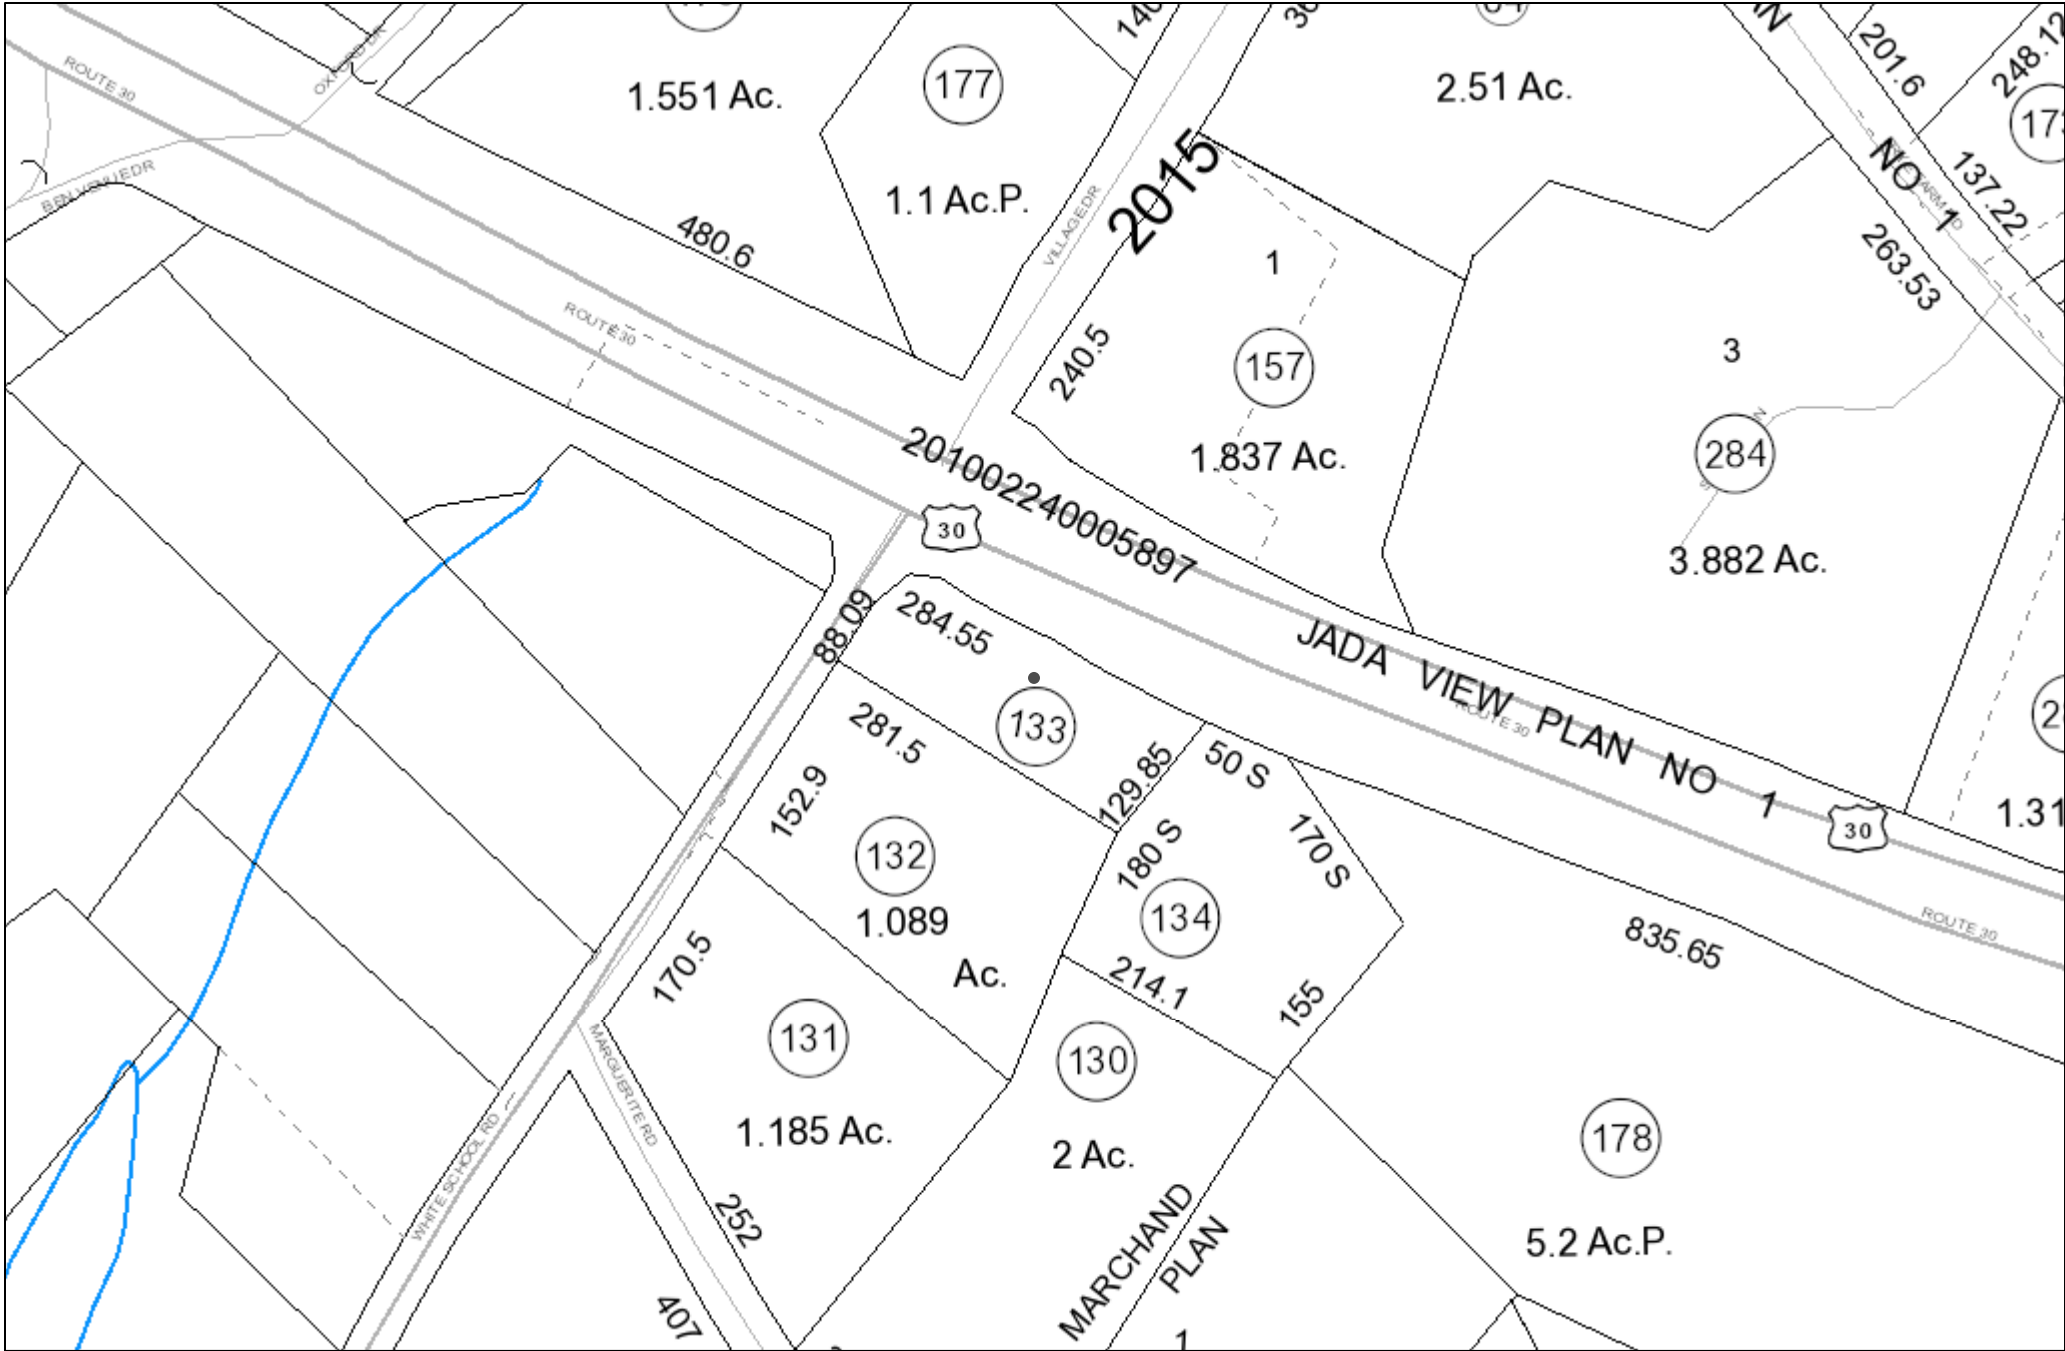 1.551 Ac.
177
1.1 Ac.P.
480.6
ROUTE 30
OXFORD DR
BEN VENUE DR
ROUTE 30
VILLAGE DR
2015
2.51 Ac.
201.6
248.12
NO 1
137.22
263.53
1
240.5
157
1.837 Ac.
3
284
N
S
3.882 Ac.
201002240005897
30
JADA VIEW PLAN NO 1
ROUTE 30
30
1.31
ROUTE 30
88.09
284.55
133
281.5
129.85
50 S
170 S
180 S
134
214.1
155
835.65
152.9
132
1.089
Ac.
170.5
131
1.185 Ac.
252
130
2 Ac.
178
5.2 Ac.P.
MARCHAND
PLAN
1
407
MARGUERITE RD
WHITE SCHOOL RD